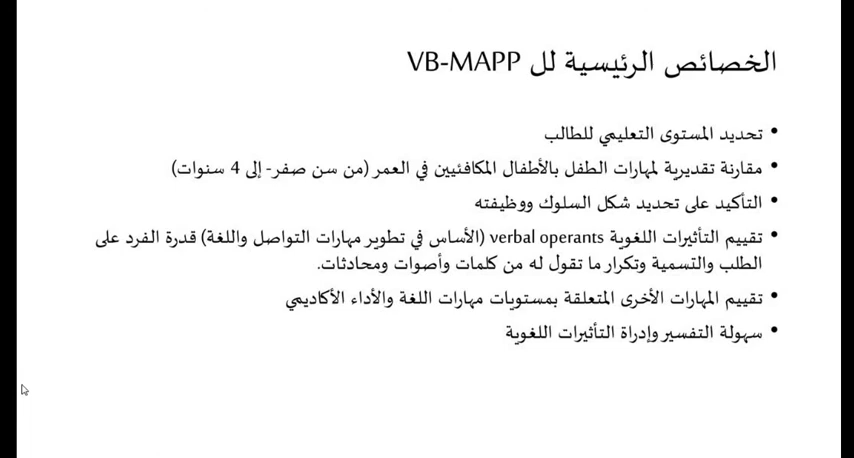 الخصائص الرئيسية لل VB-MAPP
• تحديد المستوى التعليمي للطالب
• مقارنة تقديرية لمهارات الطفل بالأطفال المكافئيين في العمر (من سن صفر- إلى 4 سنوات)
• التأكيد على تحديد شكل السلوك ووظيفته
• تقييم التأثيرات اللغوية verbal operants (الأساس في تطوير مهارات التواصل واللغة) قدرة الفرد على
الطلب والتسمية وتكرار ما تقول له من كلمات وأصوات ومحادثات.
• تقييم المهارات الأخرى المتعلقة بمستويات مهارات اللغة والأداء الأكاديمي
• سهولة التفسير وإدراة التأثيرات اللغوية